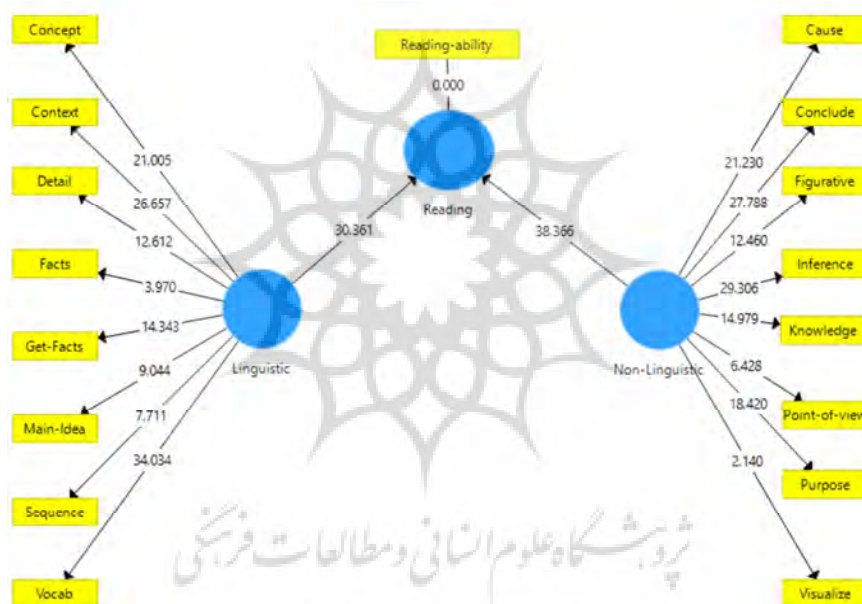 Concept
Context
Detail
Facts
Get-Facts
Main-Idea
Sequence
Vocab
21.005
26.657
12.612
3.970
14.343
9.044
7.711
34.034
Linguistic
30.361
Reading-ability
0.000
Reading
38.366
Non-Linguistic
21.230
27.788
12.460
29.306
14.979
6.428
18.420
2.140
Cause
Conclude
Figurative
Inference
Knowledge
Point-of-view
Purpose
Visualize
پژوهشگاه علوم انسانی و مطالعات فرهنگی